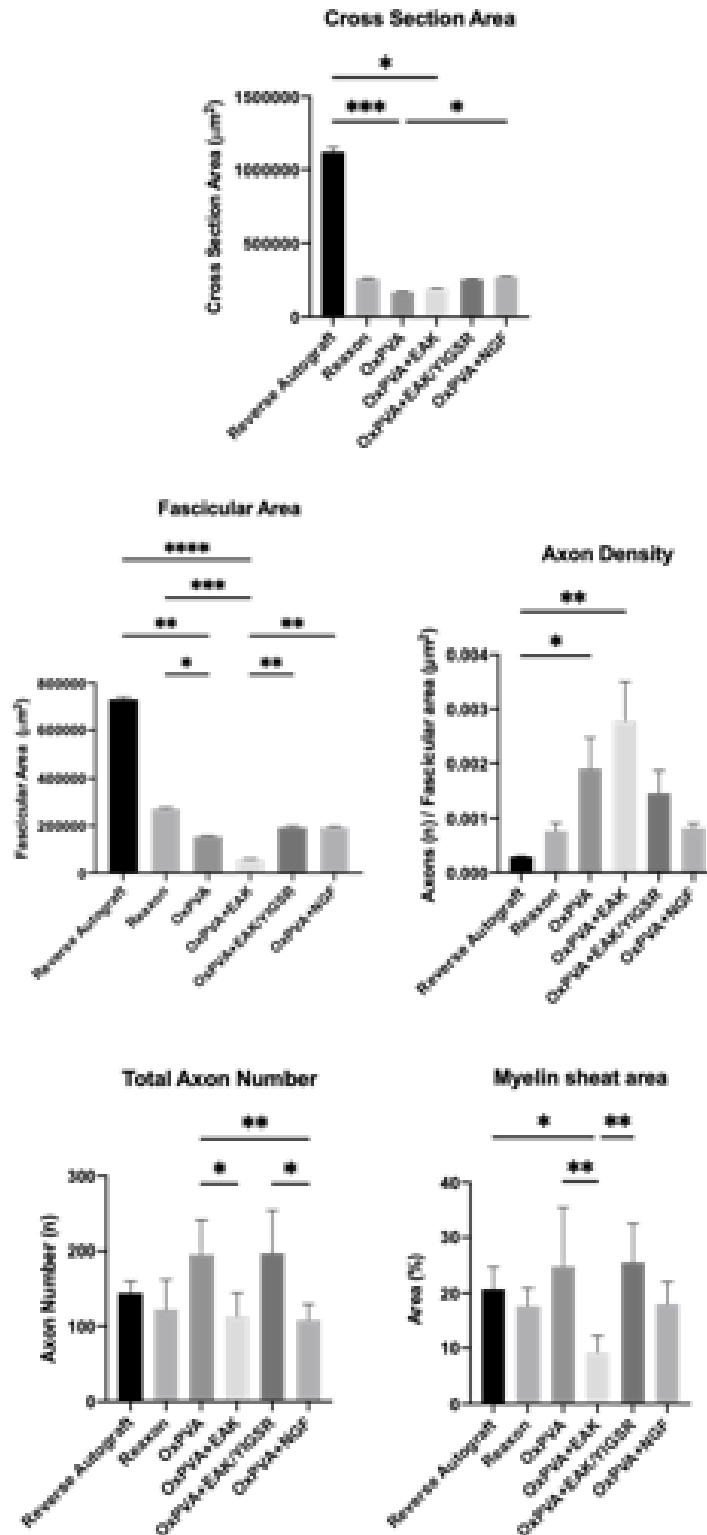 Cross Section Area
*
*** *
Cross Section Area (μm²)
1500000
1000000
500000
0
Reverse Autograft
Reaxon
OxPVA
OxPVA+EAK
OxPVA+EAK/YIGSR
OxPVA+NGF
Fascicular Area
****
***
** **
* **
Fascicular Area (μm²)
800000
600000
400000
200000
0
Reverse Autograft
Reaxon
OxPVA
OxPVA+EAK
OxPVA+EAK/YIGSR
OxPVA+NGF
Axon Density
**
*
Axons (n) / Fascicular area (μm²)
0.004
0.003
0.002
0.001
0.000
Reverse Autograft
Reaxon
OxPVA
OxPVA+EAK
OxPVA+EAK/YIGSR
OxPVA+NGF
Total Axon Number
**
* *
Axon Number (n)
300
200
100
0
Reverse Autograft
Reaxon
OxPVA
OxPVA+EAK
OxPVA+EAK/YIGSR
OxPVA+NGF
Myelin sheat area
* **
**
Area (%)
40
30
20
10
0
Reverse Autograft
Reaxon
OxPVA
OxPVA+EAK
OxPVA+EAK/YIGSR
OxPVA+NGF